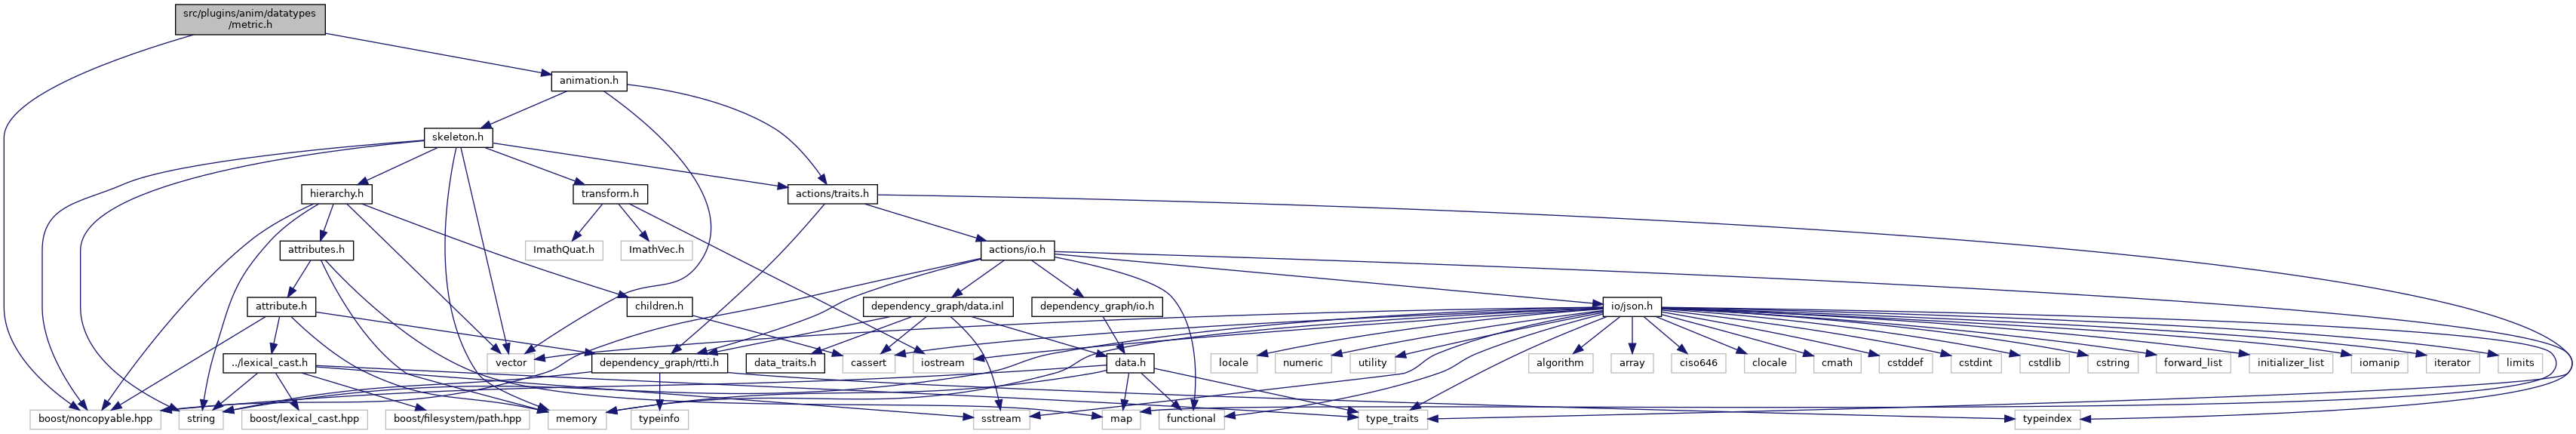 src/plugins/anim/datatypes
/metric.h
animation.h
skeleton.h
hierarchy.h
transform.h
actions/traits.h
attributes.h
ImathQuat.h
ImathVec.h
actions/io.h
attribute.h
children.h
dependency_graph/data.inl
dependency_graph/io.h
io/json.h
../lexical_cast.h
vector
dependency_graph/rtti.h
data_traits.h
cassert
iostream
data.h
locale
numeric
utility
algorithm
array
ciso646
clocale
cmath
cstddef
cstdint
cstdlib
cstring
forward_list
initializer_list
iomanip
iterator
limits
boost/noncopyable.hpp
string
boost/lexical_cast.hpp
boost/filesystem/path.hpp
memory
typeinfo
sstream
map
functional
type_traits
typeindex